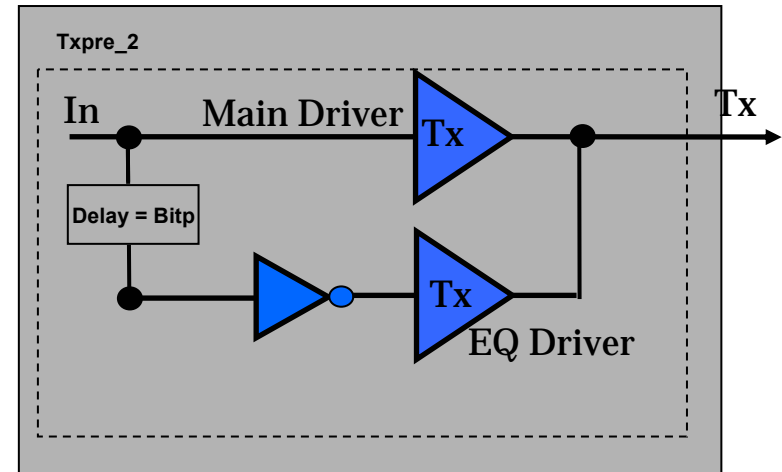 Txpre_2
In
Main Driver
Tx
Tx
Delay = Bitp
Tx
EQ Driver